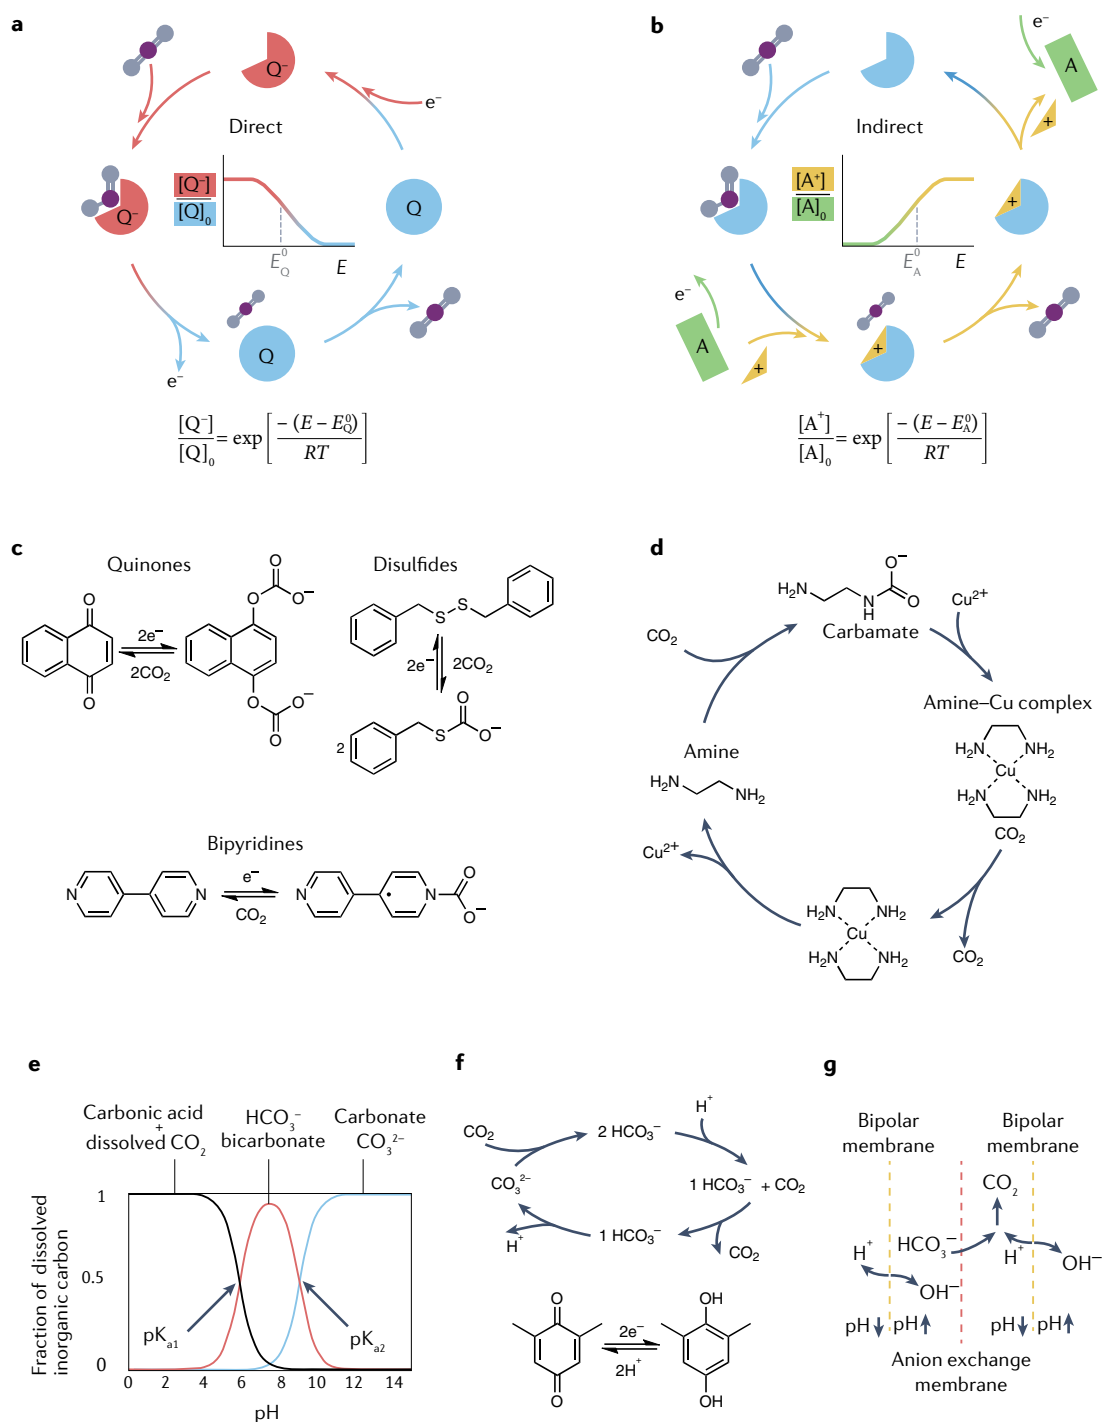 a
Q⁻
e⁻
Direct
[Q⁻]
[Q]₀
E⁰Q
E
Q⁻
Q
Q
e⁻
[Q⁻]/[Q]₀ = exp[−(E − E⁰Q)/RT]
b
e⁻
A
+
Indirect
[A⁺]
[A]₀
E⁰A
E
+
e⁻
A
+
+
[A⁺]/[A]₀ = exp[−(E − E⁰A)/RT]
c
Quinones
O
O
2e⁻
2CO₂
O
O
O⁻
O
O⁻
O
Disulfides
S
S
2e⁻
2CO₂
2
S
O
O⁻
Bipyridines
N
N
e⁻
CO₂
N
N
O
O⁻
d
H₂N
N
H
O⁻
O
Carbamate
Cu²⁺
CO₂
Amine–Cu complex
H₂N NH₂
Cu
H₂N NH₂
CO₂
Amine
H₂N
NH₂
Cu²⁺
H₂N NH₂
Cu
H₂N NH₂
CO₂
e
Carbonic acid
+
dissolved CO₂
HCO₃⁻
bicarbonate
Carbonate
CO₃²⁻
Fraction of dissolved
inorganic carbon
1
0.5
0
pKa1
pKa2
0 2 4 6 8 10 12 14
pH
f
CO₂
2 HCO₃⁻
H⁺
CO₃²⁻
1 HCO₃⁻ + CO₂
H⁺
1 HCO₃⁻
CO₂
O
O
2e⁻
2H⁺
OH
OH
g
Bipolar
membrane
Bipolar
membrane
CO₂
H⁺
HCO₃⁻
H⁺
OH⁻
OH⁻
pH pH
pH pH
Anion exchange
membrane